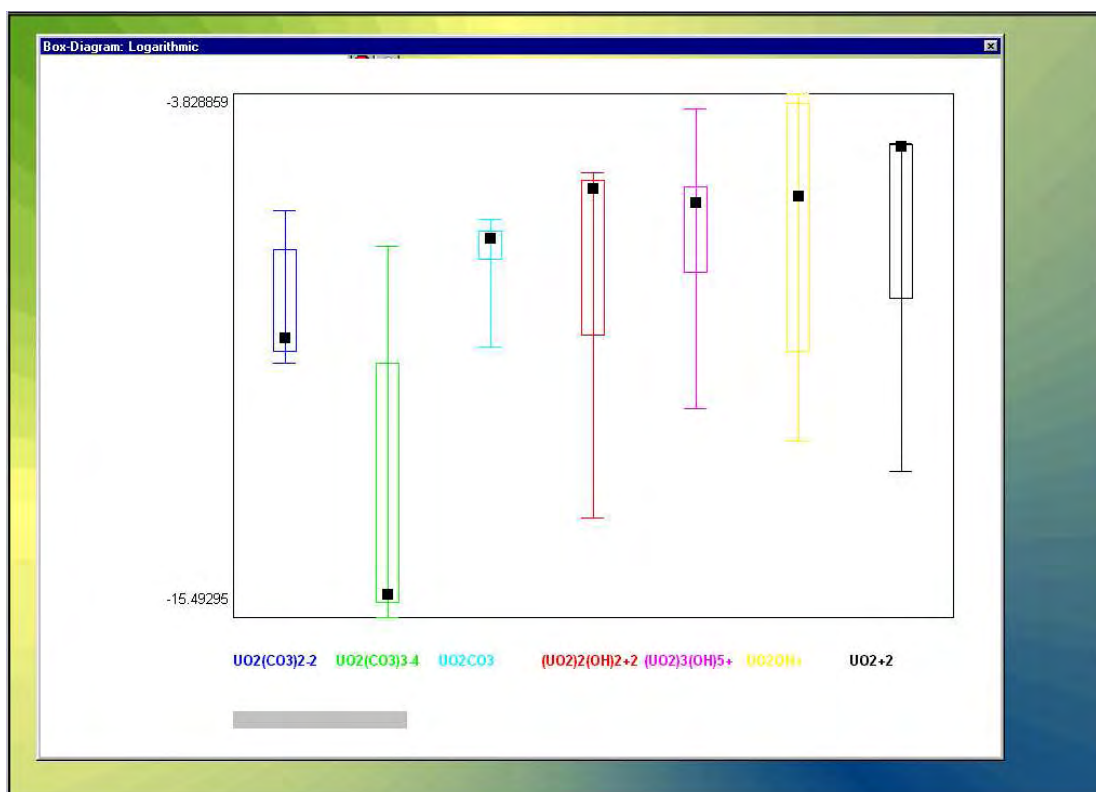 Box-Diagram: Logarithmic
-3.828859
-15.49295
UO2(CO3)2-2 UO2(CO3)3-4 UO2CO3 (UO2)2(OH)2+2 (UO2)3(OH)5+ UO2OH+ UO2+2